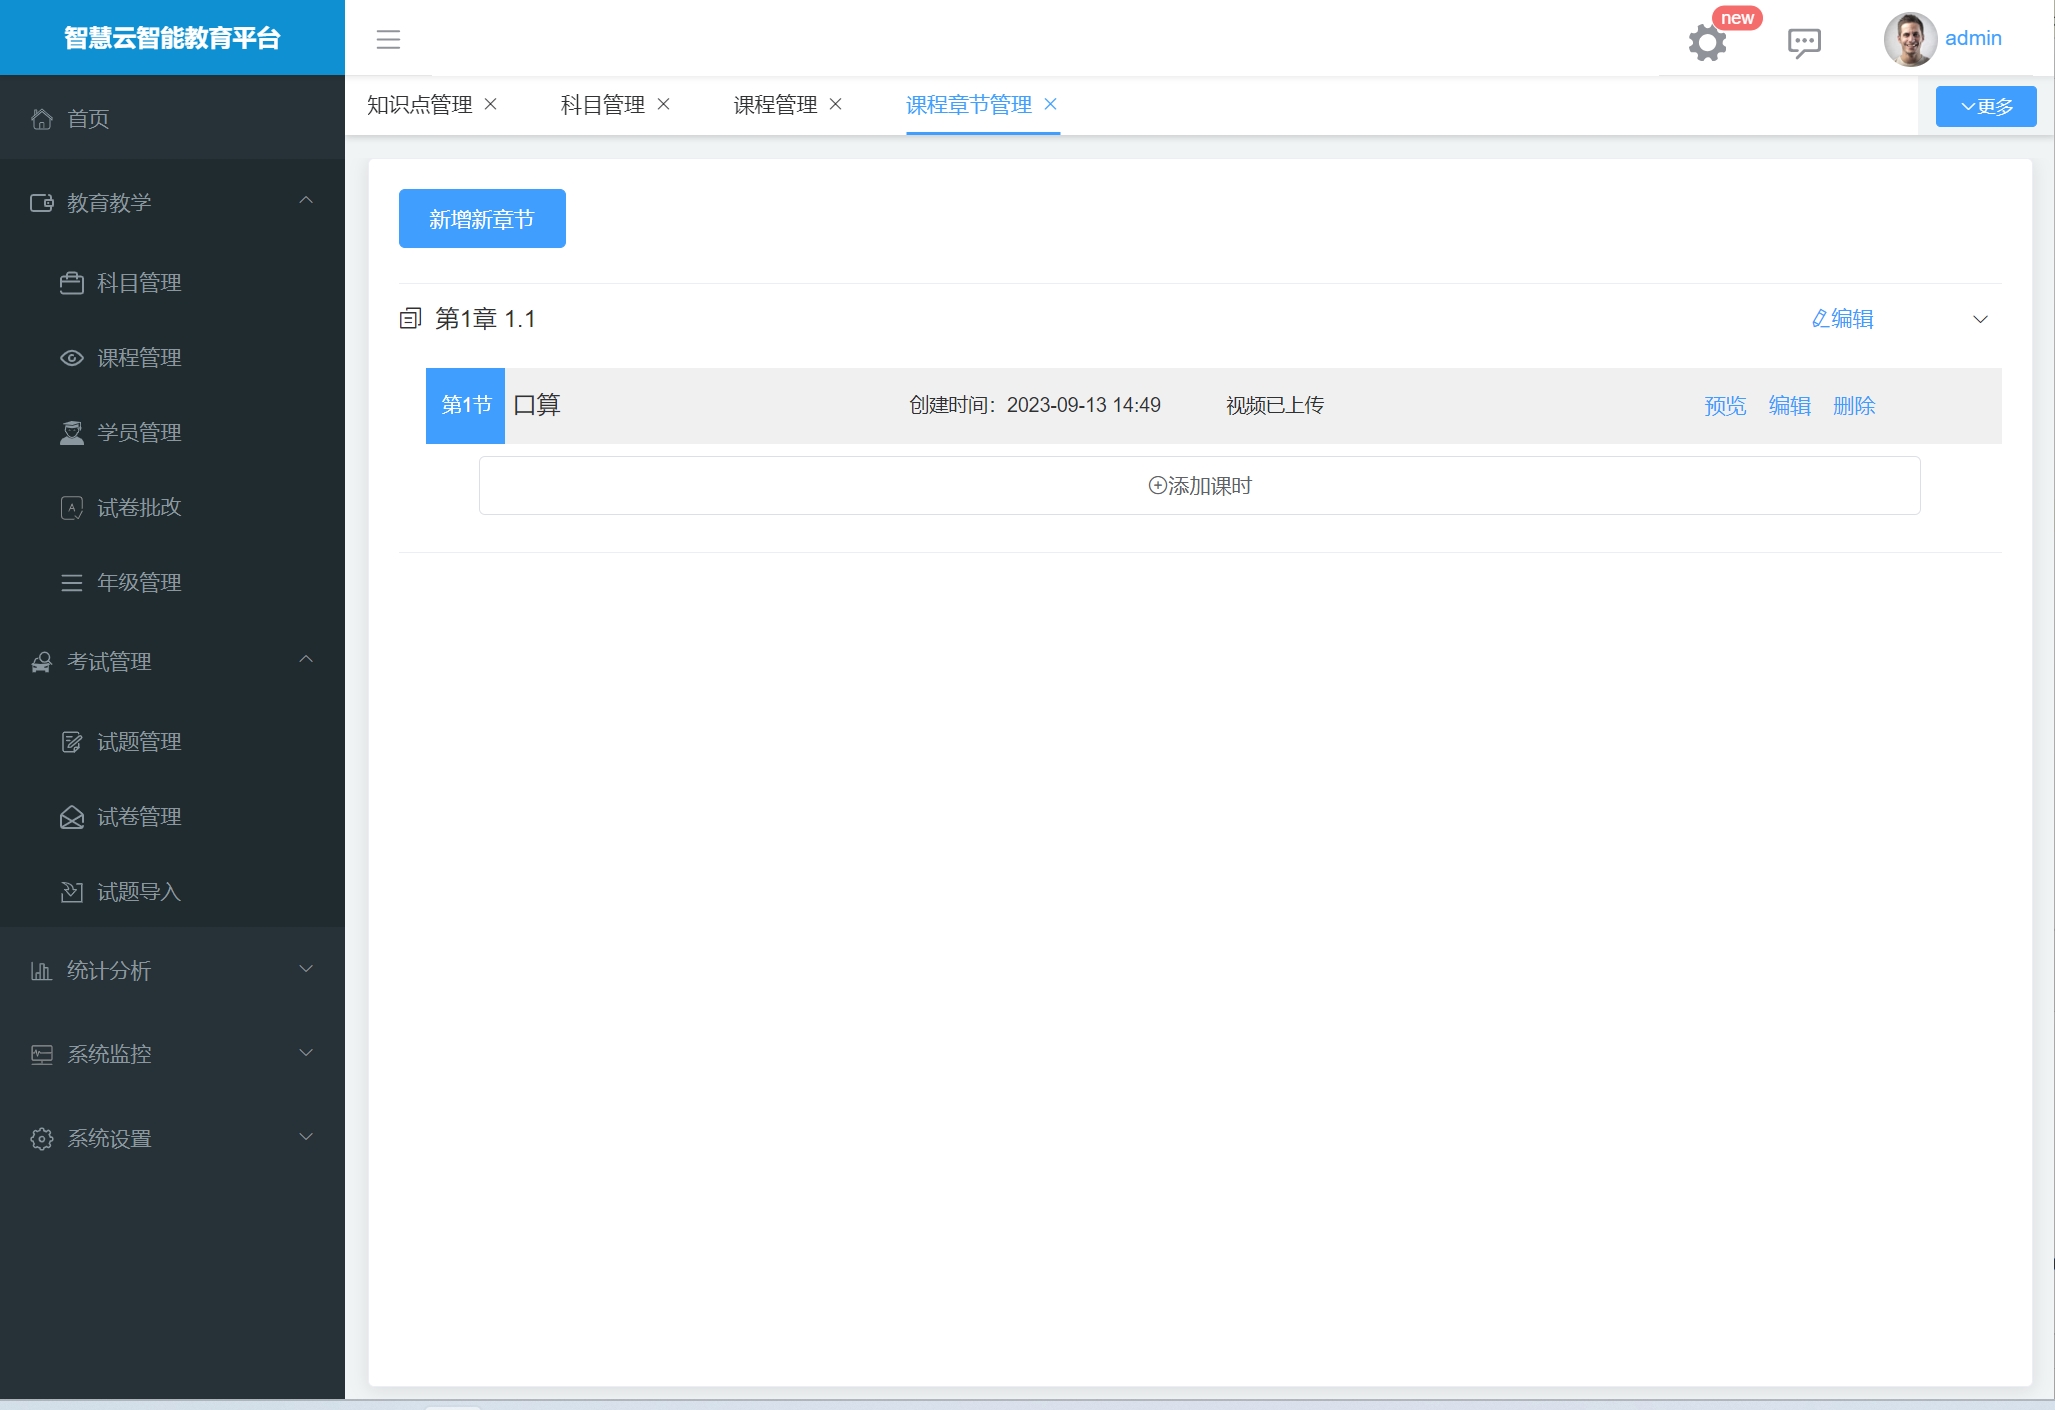 智慧云智能教育平台
new
admin
首页
教育教学
科目管理
课程管理
学员管理
试卷批改
年级管理
考试管理
试题管理
试卷管理
试题导入
统计分析
系统监控
系统设置
知识点管理
科目管理
课程管理
课程章节管理
更多
新增新章节
第1章 1.1
编辑
第1节 口算 创建时间：2023-09-13 14:49 视频已上传 预览 编辑 删除
添加课时